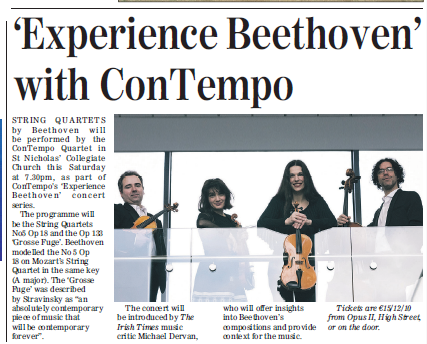 ‘Experience Beethoven’
with ConTempo
STRING QUARTETS
by Beethoven will
be performed by the
ConTempo Quartet in
St Nicholas’ Collegiate
Church this Saturday
at 7.30pm, as part of
ConTempo’s ‘Experience
Beethoven’ concert
series.
The programme will
be the String Quartets
No5 Op 18 and the Op 133
‘Grosse Fuge’. Beethoven
modelled the No 5 Op
18 on Mozart’s String
Quartet in the same key
(A major). The ‘Grosse
Fuge’ was described
by Stravinsky as “an
absolutely contemporary
piece of music that
will be contemporary
forever”.
The concert will
be introduced by The
Irish Times music
critic Michael Dervan,
who will offer insights
into Beethoven’s
compositions and provide
context for the music.
Tickets are €15/12/10
from Opus II, High Street,
or on the door.